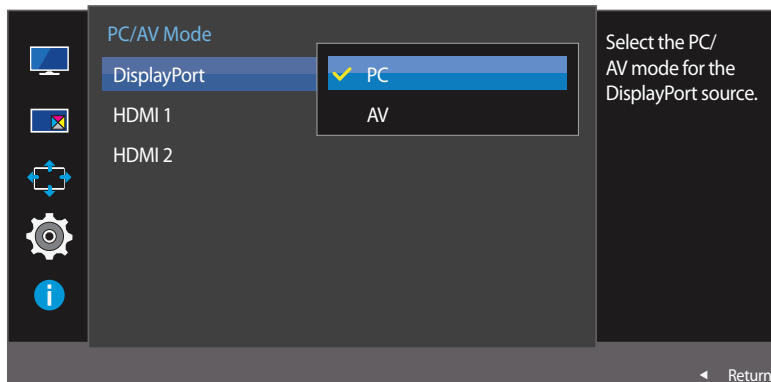 PC/AV Mode
DisplayPort
PC
HDMI 1
AV
HDMI 2
Select the PC/
AV mode for the
DisplayPort source.
Return